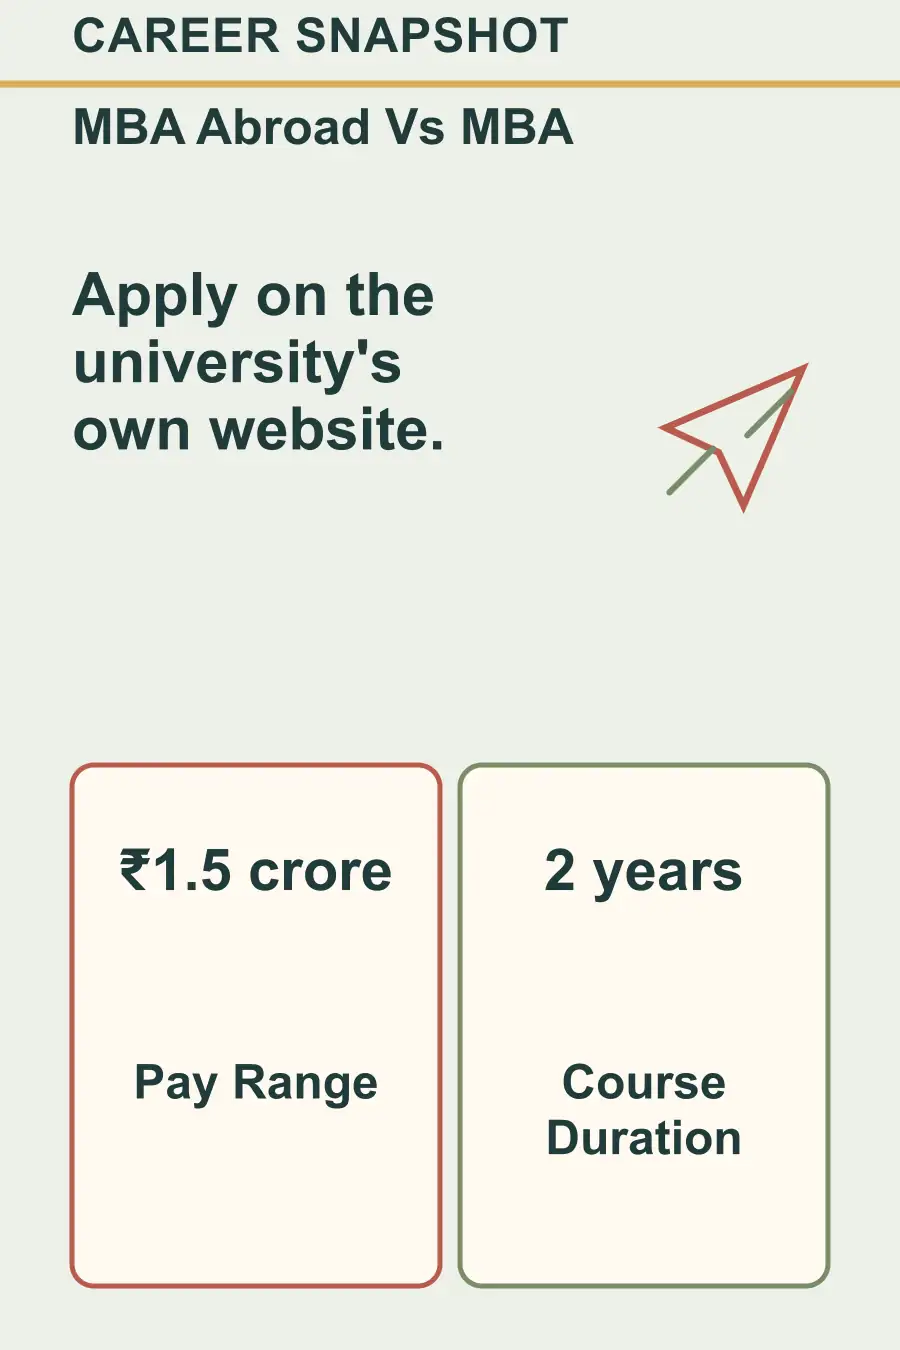 CAREER SNAPSHOT
MBA Abroad Vs MBA
Apply on the
university's
own website.
₹1.5 crore
Pay Range
2 years
Course
Duration